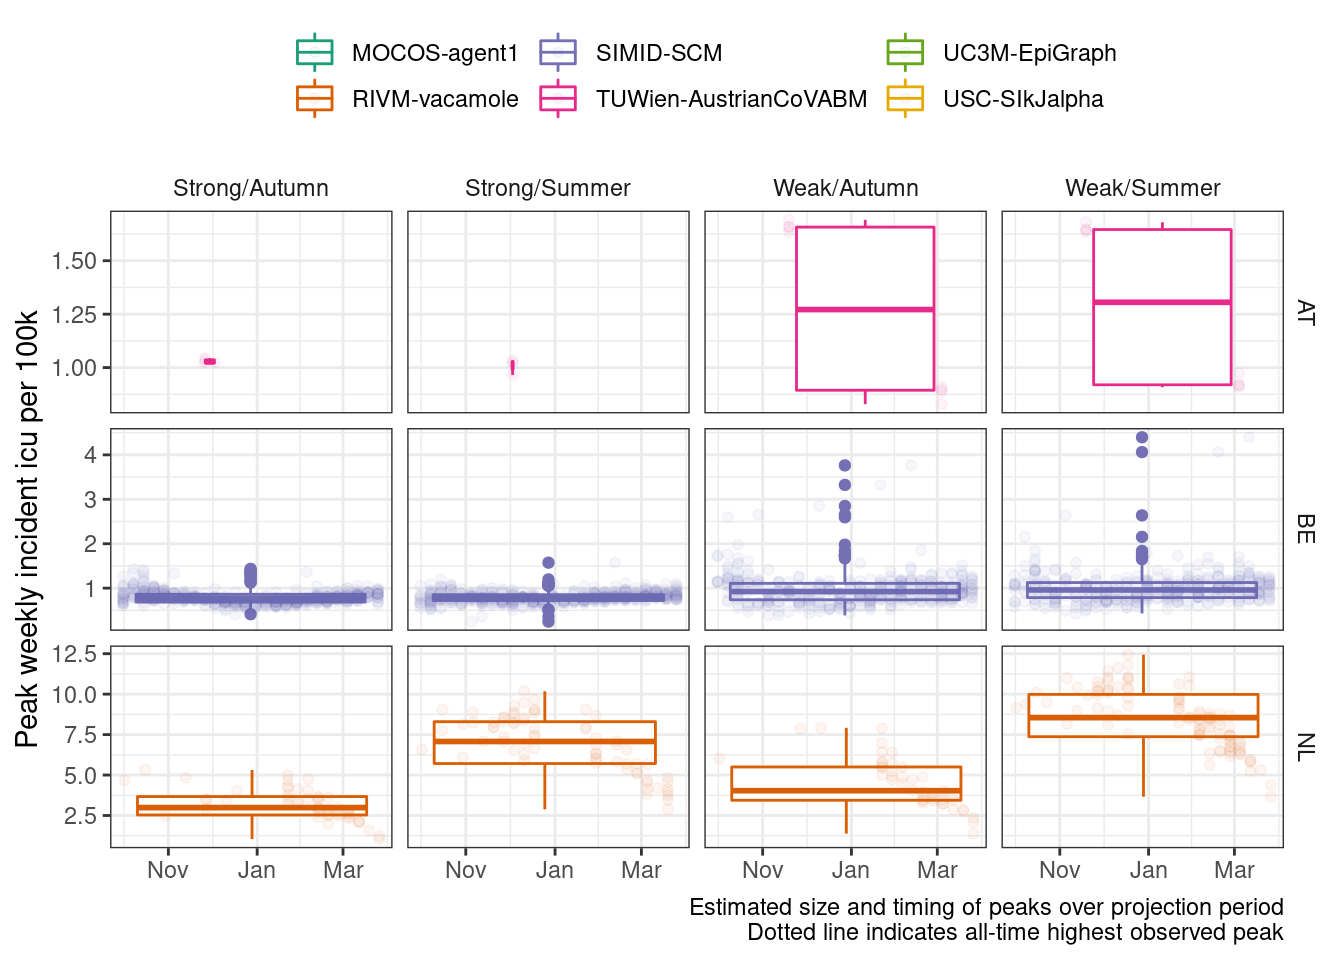 MOCOS-agent1 SIMID-SCM UC3M-EpiGraph
RIVM-vacamole TUWien-AustrianCoVABM USC-SIkJalpha
Strong/Autumn Strong/Summer Weak/Autumn Weak/Summer
Peak weekly incident icu per 100k
1.50
1.25
1.00
AT
4
3
2
1
BE
12.5
10.0
7.5
5.0
2.5
NL
Nov Jan Mar Nov Jan Mar Nov Jan Mar Nov Jan Mar
Estimated size and timing of peaks over projection period
Dotted line indicates all-time highest observed peak